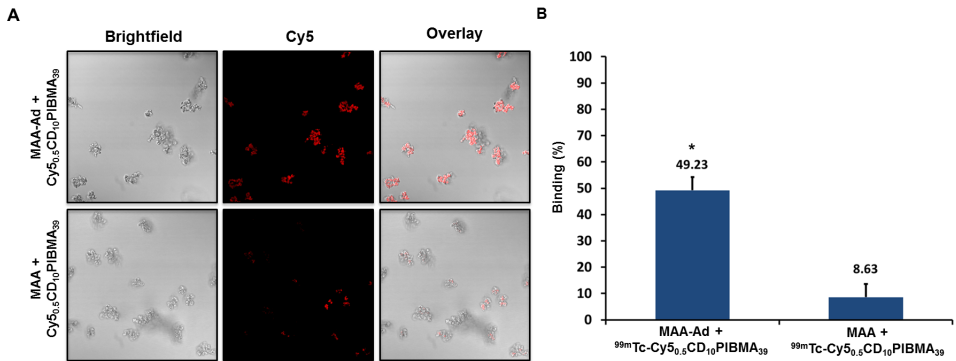 A
Brightfield
Cy5
Overlay
MAA-Ad +
Cy5₀.₅CD₁₀PIBMA₃₉
MAA +
Cy5₀.₅CD₁₀PIBMA₃₉
B
Binding (%)
100
90
80
70
60
50
40
30
20
10
0
*
49.23
8.63
MAA-Ad +
⁹⁹ᵐTc-Cy5₀.₅CD₁₀PIBMA₃₉
MAA +
⁹⁹ᵐTc-Cy5₀.₅CD₁₀PIBMA₃₉